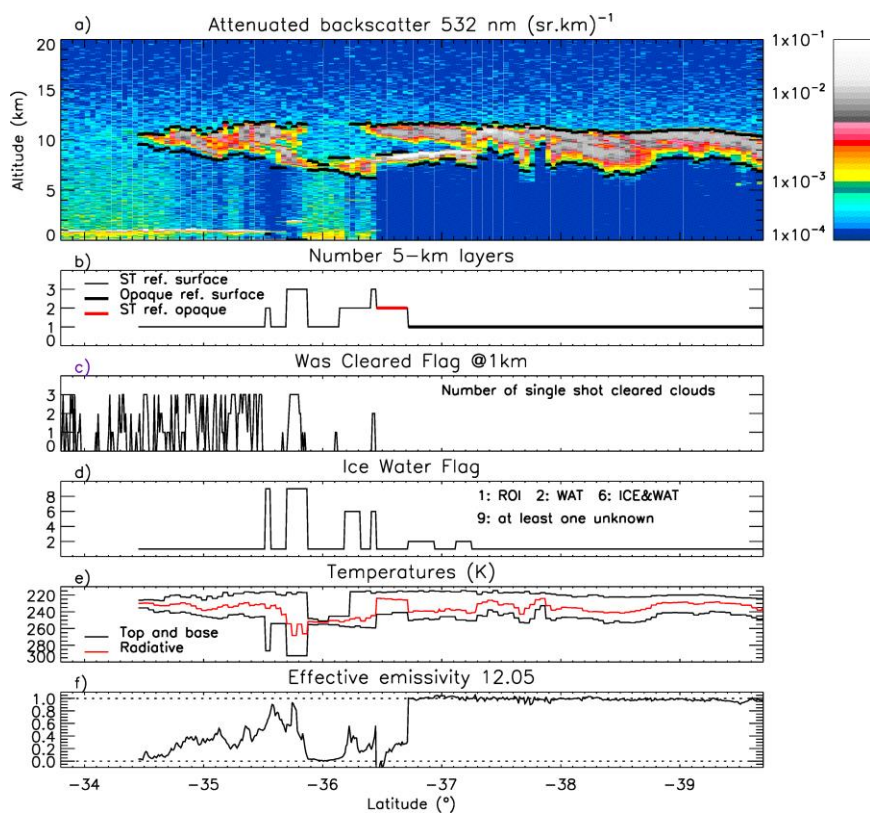 Attenuated backscatter 532 nm (sr.km)⁻¹
a)
20
15
10
5
0
Altitude (km)
1x10⁻¹
1x10⁻²
1x10⁻³
1x10⁻⁴
Number 5-km layers
b)
3
2
1
ST ref. surface
Opaque ref. surface
ST ref. opaque
Was Cleared Flag @1km
c)
3
2
1
0
Number of single shot cleared clouds
Ice Water Flag
d)
8
6
4
2
1: ROI 2: WAT 6: ICE&WAT
9: at least one unknown
Temperatures (K)
e)
220
240
260
280
300
Top and base
Radiative
Effective emissivity 12.05
f)
1.0
0.8
0.6
0.4
0.2
0.0
-34 -35 -36 -37 -38 -39
Latitude (°)